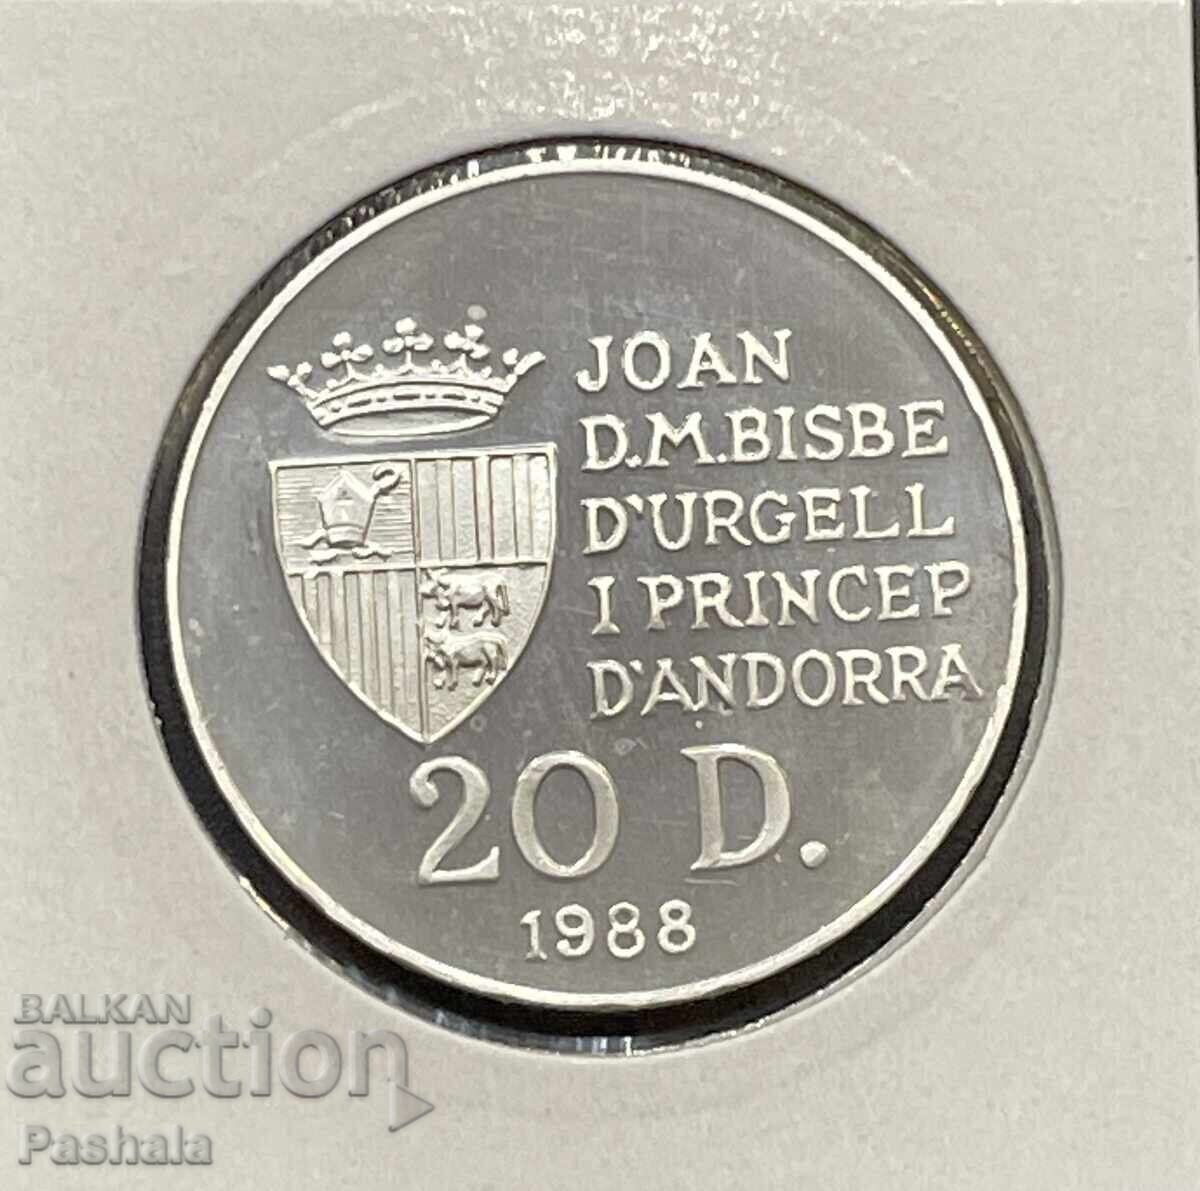 JOAN
D.M.BISBE
D'URGELL
I PRINCEP
D'ANDORRA
20 D.
1988
BALKAN
auction
Pashala